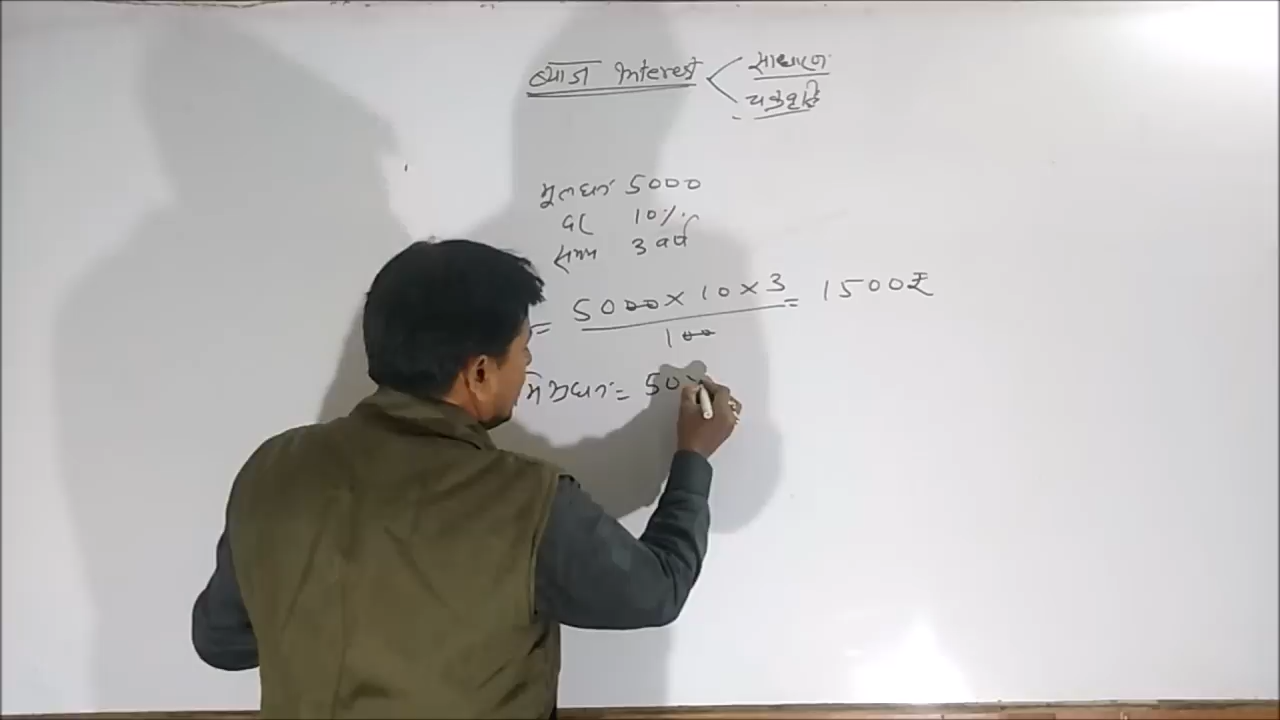 ब्याज Interest
साधारण
चक्रवृद्धि
मूलधन 5000
दर 10%
समय 3 वर्ष
= 5000 × 10 × 3 = 1500₹
100
मिश्रधन = 50